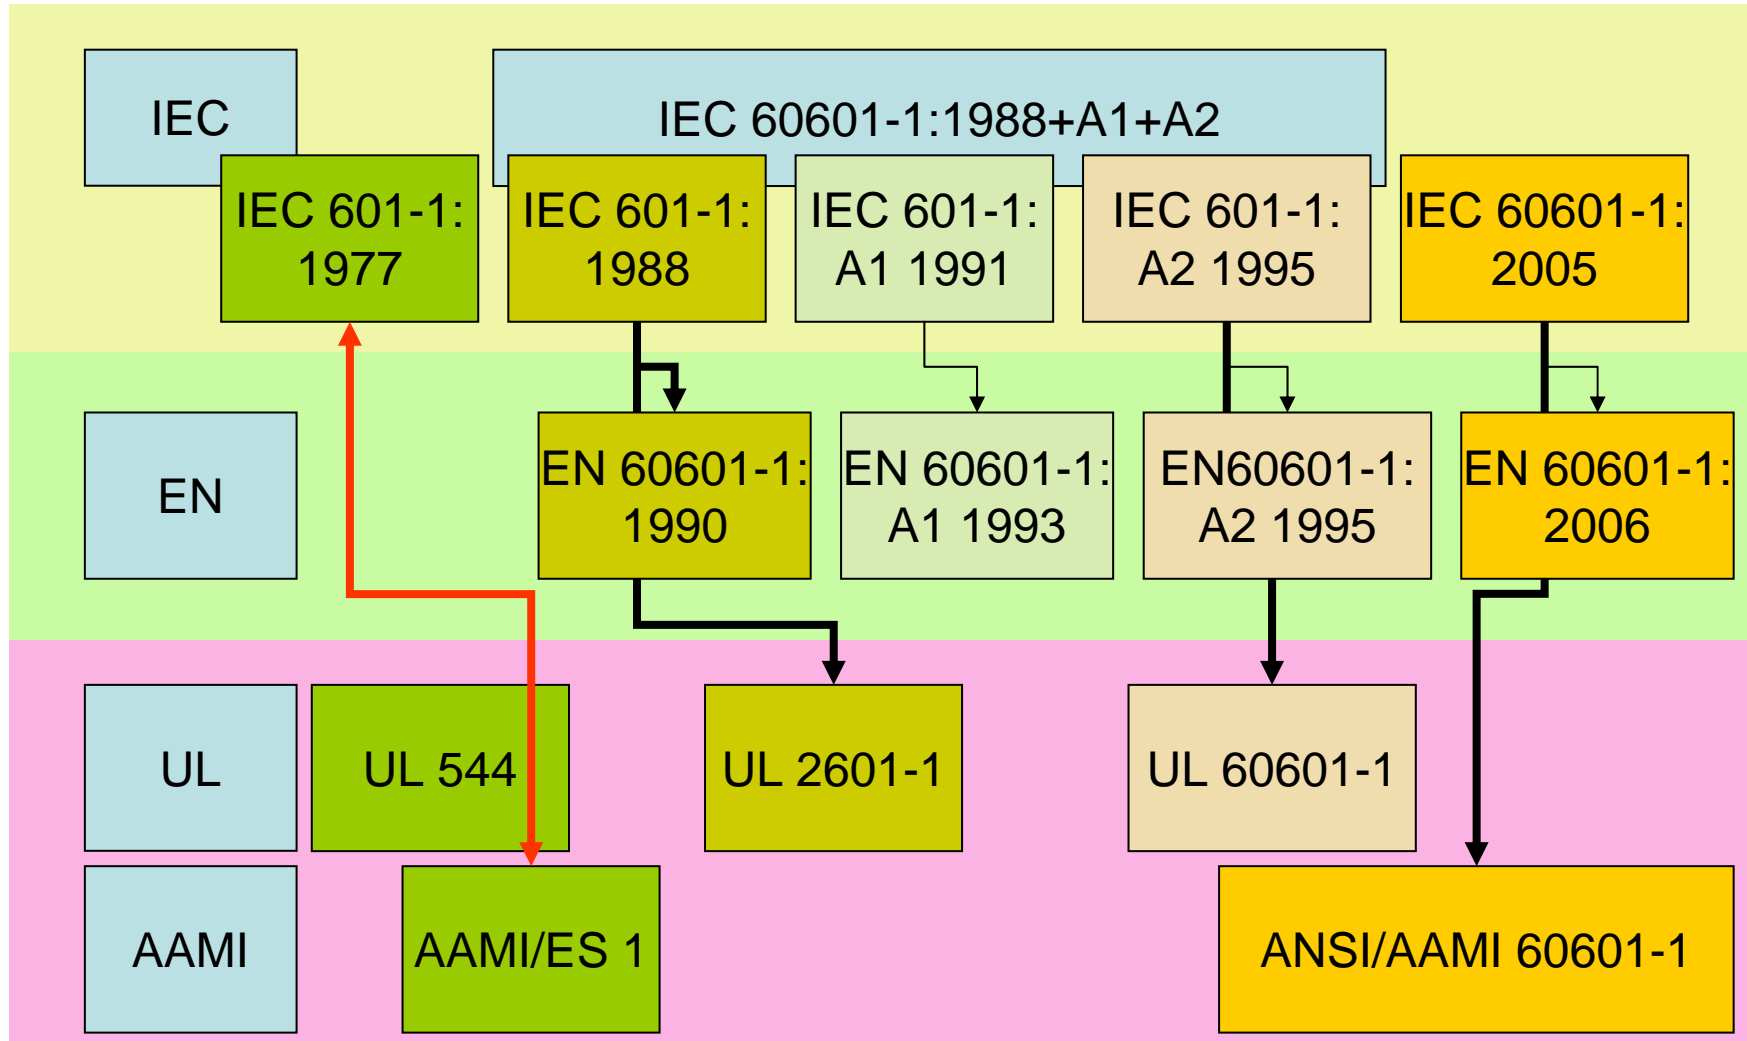 IEC
IEC 60601-1:1988+A1+A2
IEC 601-1:
1977
IEC 601-1:
1988
IEC 601-1:
A1 1991
IEC 601-1:
A2 1995
IEC 60601-1:
2005
EN
EN 60601-1:
1990
EN 60601-1:
A1 1993
EN60601-1:
A2 1995
EN 60601-1:
2006
UL
UL 544
UL 2601-1
UL 60601-1
AAMI
AAMI/ES 1
ANSI/AAMI 60601-1